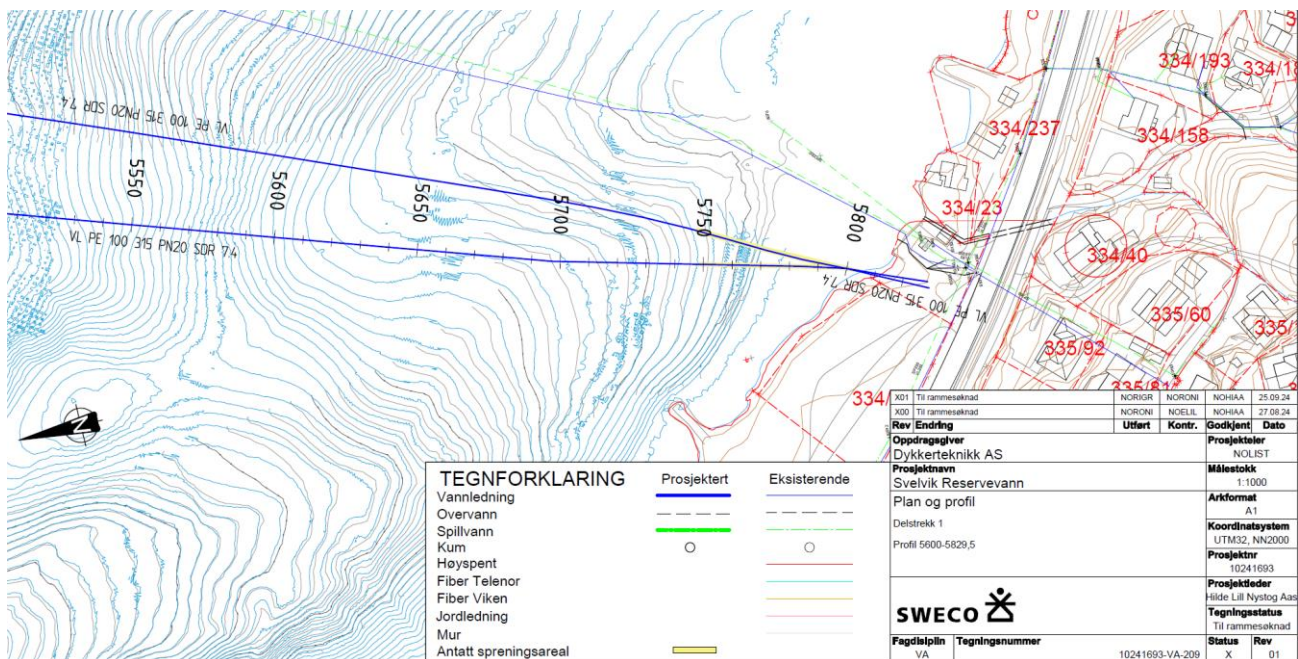 VL PE 100 315 PN20 SDR 7.4
5550
5600
5650
5700
5750
5800
VL PE 100 315 PN20 SDR 7.4
VL PE 100 315 PN20 SDR 7.4
334/193
334/18
334/237
334/158
334/23
334/40
335/60
335/92
335/
335/81
334/
N
TEGNFORKLARING Prosjektert Eksisterende
Vannledning
Overvann
Spillvann
Kum
Høyspent
Fiber Telenor
Fiber Viken
Jordledning
Mur
Antatt spreningsareal
X01 Til rammesøknad NORIGR NORONI NOHIAA 25.09.24
X00 Til rammesøknad NORONI NOELIL NOHIAA 27.08.24
Rev Endring Utført Kontr. Godkjent Dato
Oppdragsgiver
Dykkerteknikk AS
Prosjekteier
NOLIST
Prosjektnavn
Svelvik Reservevann
Målestokk
1:1000
Plan og profil
Delstrekk 1
Profil 5600-5829,5
Arkformat
A1
Koordinatsystem
UTM32, NN2000
Prosjektnr
10241693
Prosjektleder
Hilde Lill Nystog Aas
Tegningsstatus
Til rammesøknad
SWECO
Fagdisiplin Tegningsnummer Status Rev
VA 10241693-VA-209 X 01